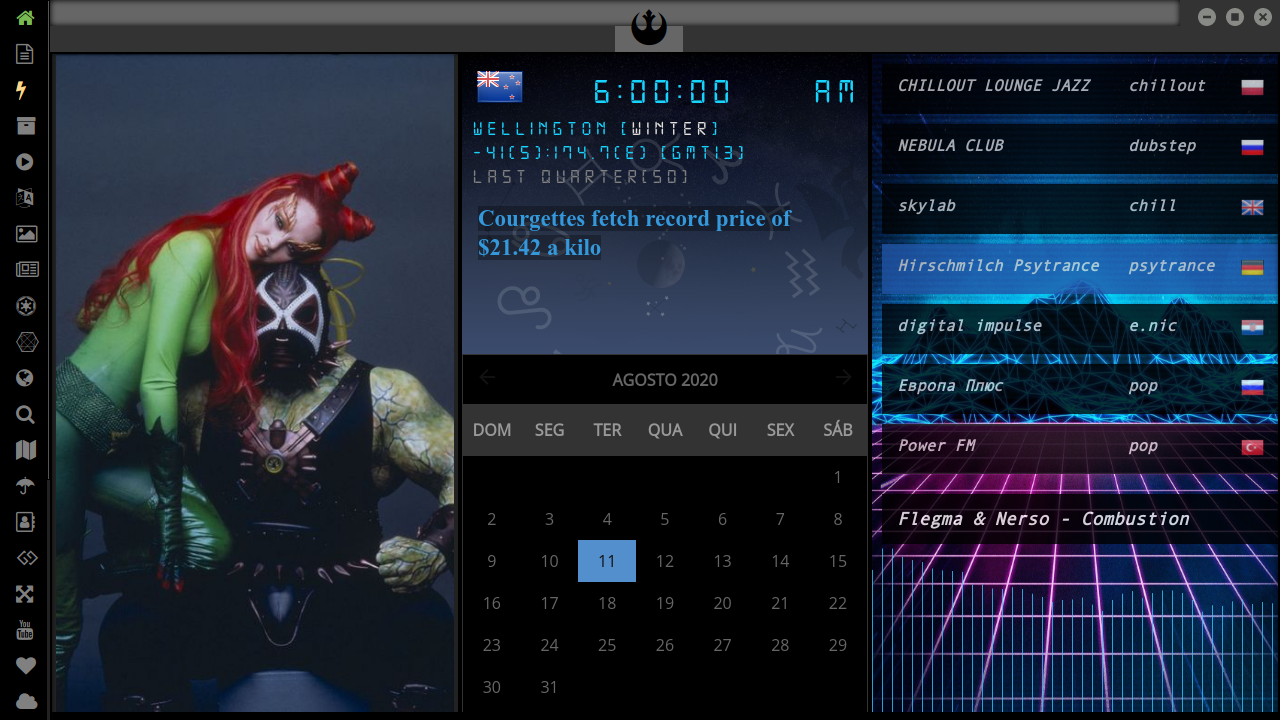 6:00:00 AM
WELLINGTON (WINTER)
-41(S):174.7(E) (GMT13)
LAST QUARTER(50)
Courgettes fetch record price of
$21.42 a kilo
AGOSTO 2020
DOM SEG TER QUA QUI SEX SÁB
1
2 3 4 5 6 7 8
9 10 11 12 13 14 15
16 17 18 19 20 21 22
23 24 25 26 27 28 29
30 31
CHILLOUT LOUNGE JAZZ chillout
NEBULA CLUB dubstep
skylab chill
Hirschmilch Psytrance psytrance
digital impulse e.nic
Европа Плюс pop
Power FM pop
Flegma & Nerso - Combustion
You
Tube